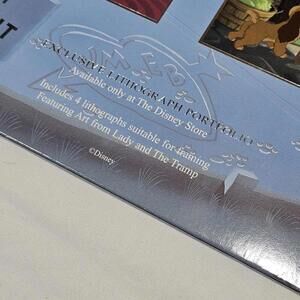 EXCLUSIVE LITHOGRAPH PORTFOLIO
Available only at The Disney Store
Includes 4 lithographs suitable for framing
Featuring Art from Lady and The Tramp
©Disney